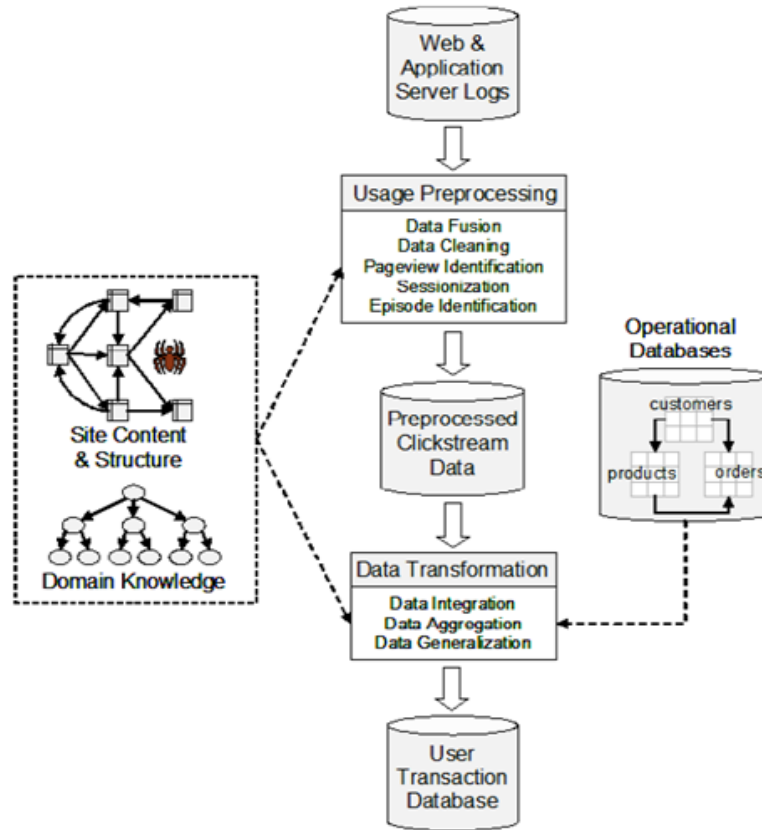 Web &
Application
Server Logs
Usage Preprocessing
Data Fusion
Data Cleaning
Pageview Identification
Sessionization
Episode Identification
Site Content
& Structure
Domain Knowledge
Operational
Databases
customers
products
orders
Preprocessed
Clickstream
Data
Data Transformation
Data Integration
Data Aggregation
Data Generalization
User
Transaction
Database